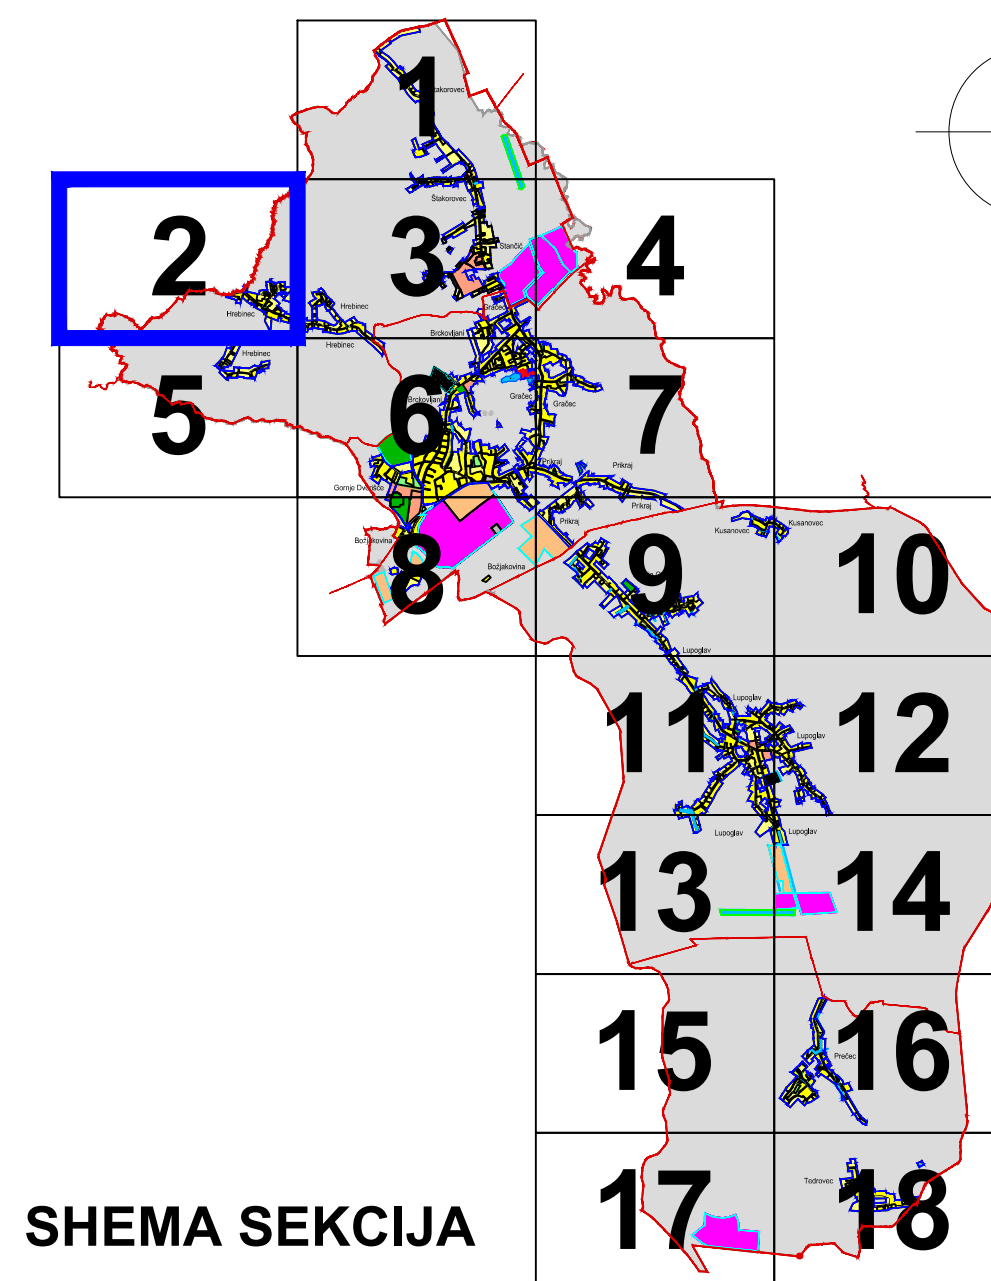 1
Štakorovec
2
3
4
Štakorovec
Stančić
Hrebinec
Hrebinec
Hrebinec
Gračec
Brckovljani
Hrebinec
5
6
7
Brckovljani
Gračec
Gračec
Prikraj
Prikraj
Gornje Dvorišće
Prikraj
Prikraj
Kusanovec
Kusanovec
Božjakovina
8
Božjakovina
9
10
Lupoglav
11
12
Lupoglav
Lupoglav
Lupoglav
Lupoglav
13
14
15
16
Prečec
17
18
Tedrovec
SHEMA SEKCIJA